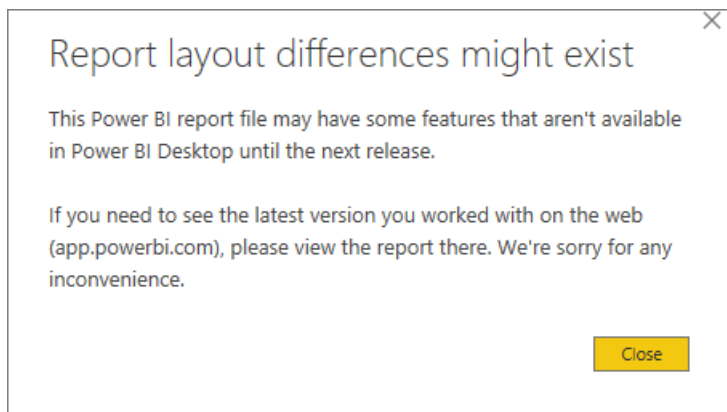 Report layout differences might exist
This Power BI report file may have some features that aren't available
in Power BI Desktop until the next release.
If you need to see the latest version you worked with on the web
(app.powerbi.com), please view the report there. We're sorry for any
inconvenience.
Close